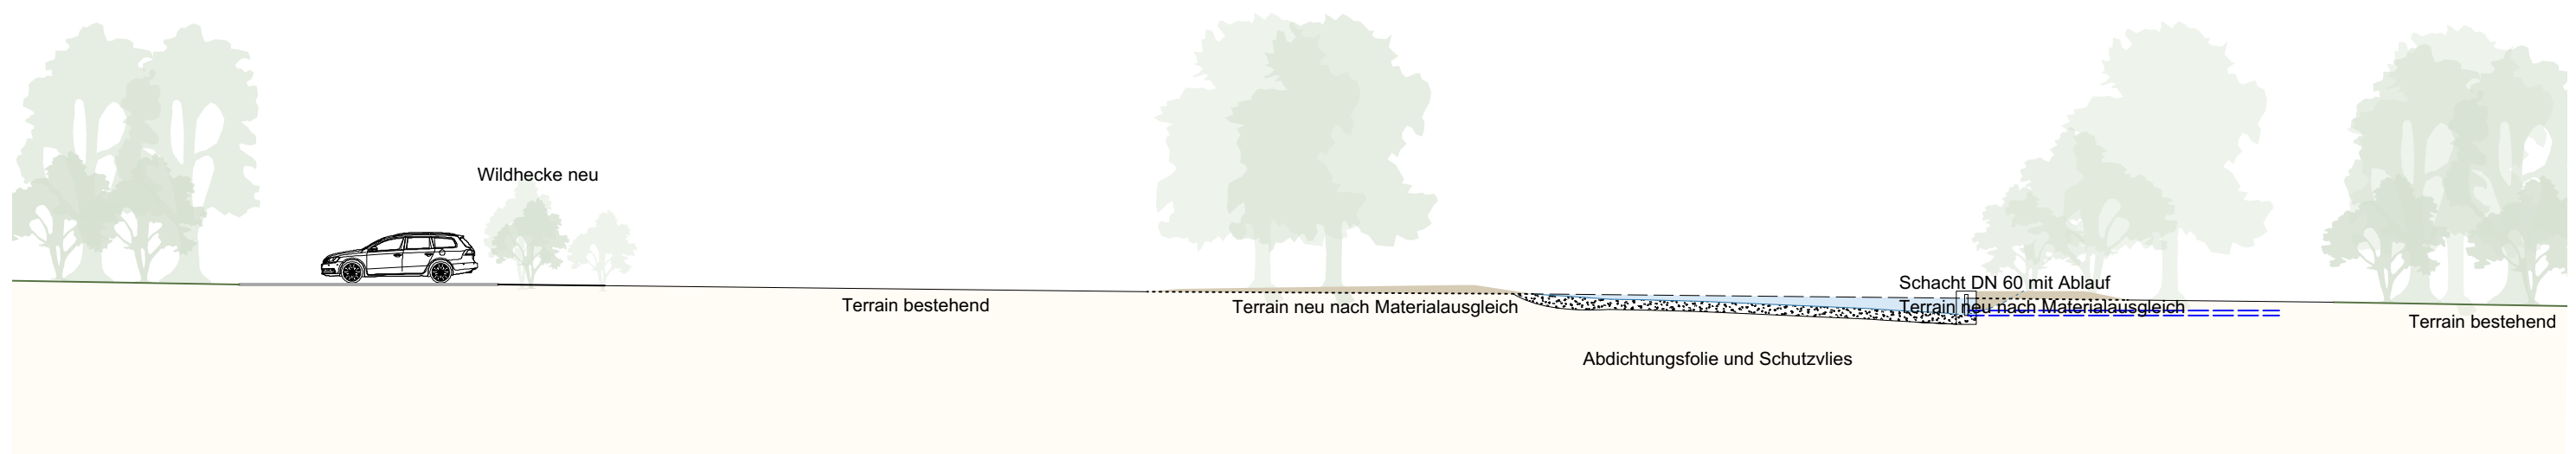 Wildhecke neu
Schacht DN 60 mit Ablauf
Terrain bestehend
Terrain neu nach Materialausgleich
Terrain neu nach Materialausgleich
Terrain bestehend
Abdichtungsfolie und Schutzvlies